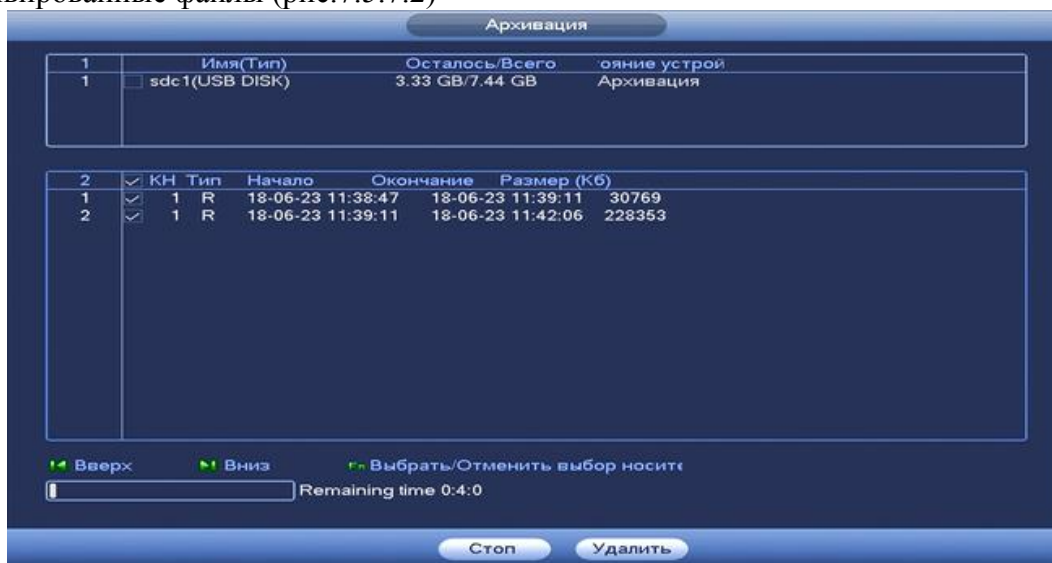 файлы (рис.7.5.7.2)
Архивация
1 Имя(Тип) Осталось/Всего ояние устрой
1 sdc1(USB DISK) 3.33 GB/7.44 GB Архивация
2 КН Тип Начало Окончание Размер (Кб)
1 1 R 18-06-23 11:38:47 18-06-23 11:39:11 30769
2 1 R 18-06-23 11:39:11 18-06-23 11:42:06 228353
Вверх Вниз Fn Выбрать/Отменить выбор носите
Remaining time 0:4:0
Стоп Удалить